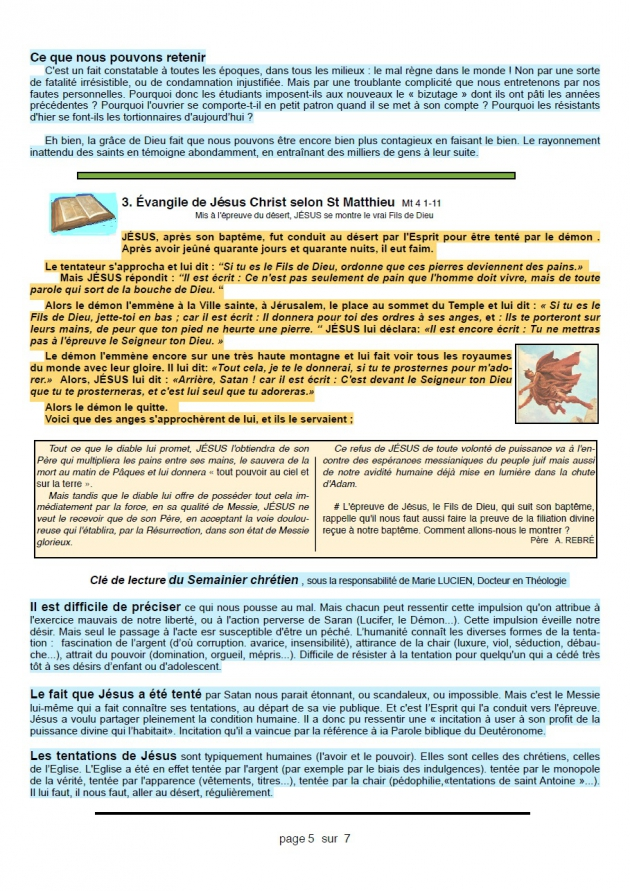 Ce que nous pouvons retenir
C'est un fait constatable à toutes les époques, dans tous les milieux : le mal règne dans le monde ! Non par une sorte
de fatalité irrésistible, ou de condamnation injustifiée. Mais par une troublante complicité que nous entretenons par nos
fautes personnelles. Pourquoi donc les étudiants imposent-ils aux nouveaux le « bizutage » dont ils ont pâti les années
précédentes ? Pourquoi l'ouvrier se comporte-t-il en petit patron quand il se met à son compte ? Pourquoi les résistants
d'hier se font-ils les tortionnaires d'aujourd'hui ?
Eh bien, la grâce de Dieu fait que nous pouvons être encore bien plus contagieux en faisant le bien. Le rayonnement
inattendu des saints en témoigne abondamment, en entraînant des milliers de gens à leur suite.
3. Évangile de Jésus Christ selon St Matthieu Mt 4 1-11
Mis à l'épreuve du désert, JÉSUS se montre le vrai Fils de Dieu
JÉSUS, après son baptême, fut conduit au désert par l'Esprit pour être tenté par le démon .
Après avoir jeûné quarante jours et quarante nuits, il eut faim.
Le tentateur s'approcha et lui dit : “Si tu es le Fils de Dieu, ordonne que ces pierres deviennent des pains.»
Mais JÉSUS répondit : “Il est écrit : Ce n'est pas seulement de pain que l'homme doit vivre, mais de toute
parole qui sort de la bouche de Dieu. “
Alors le démon l'emmène à la Ville sainte, à Jérusalem, le place au sommet du Temple et lui dit : « Si tu es le
Fils de Dieu, jette-toi en bas ; car il est écrit : Il donnera pour toi des ordres à ses anges, et : Ils te porteront sur
leurs mains, de peur que ton pied ne heurte une pierre. ” JÉSUS lui déclara: «Il est encore écrit : Tu ne mettras
pas à l'épreuve le Seigneur ton Dieu. »
Le démon l'emmène encore sur une très haute montagne et lui fait voir tous les royaumes
du monde avec leur gloire. Il lui dit: «Tout cela, je te le donnerai, si tu te prosternes pour m'ado-
rer.» Alors, JÉSUS lui dit : «Arrière, Satan ! car il est écrit : C'est devant le Seigneur ton Dieu
que tu te prosterneras, et c'est lui seul que tu adoreras.»
Alors le démon le quitte.
Voici que des anges s'approchèrent de lui, et ils le servaient ;
Tout ce que le diable lui promet, JÉSUS l'obtiendra de son
Père qui multipliera les pains entre ses mains, le sauvera de la
mort au matin de Pâques et lui donnera « tout pouvoir au ciel et
sur la terre ».
Mais tandis que le diable lui offre de posséder tout cela im-
médiatement par la force, en sa qualité de Messie, JÉSUS ne
veut le recevoir que de son Père, en acceptant la voie doulou-
reuse qui l'établira, par la Résurrection, dans son état de Messie
glorieux.
Ce refus de JÉSUS de toute volonté de puissance va à l'en-
contre des espérances messianiques du peuple juif mais aussi
de notre avidité humaine déjà mise en lumière dans la chute
d'Adam.
# L'épreuve de Jésus, le Fils de Dieu, qui suit son baptême,
rappelle qu'il nous faut aussi faire la preuve de la filiation divine
reçue à notre baptême. Comment allons-nous le montrer ?
Père A. REBRÉ
Clé de lecture du Semainier chrétien , sous la responsabilité de Marie LUCIEN, Docteur en Théologie
Il est difficile de préciser ce qui nous pousse au mal. Mais chacun peut ressentir cette impulsion qu'on attribue à
l'exercice mauvais de notre liberté, ou à l'action perverse de Saran (Lucifer, le Démon...). Cette impulsion éveille notre
désir. Mais seul le passage à l'acte esr susceptible d'être un péché. L'humanité connaît les diverses formes de la tenta-
tion : fascination de l'argent (d'où corruption. avarice, insensibilité), attirance de la chair (luxure, viol, séduction, débau-
che...), attrait du pouvoir (domination, orgueil, mépris...). Difficile de résister à la tentation pour quelqu'un qui a cédé très
tôt à ses désirs d'enfant ou d'adolescent.
Le fait que Jésus a été tenté par Satan nous parait étonnant, ou scandaleux, ou impossible. Mais c'est le Messie
lui-même qui a fait connaître ses tentations, au départ de sa vie publique. Et c'est l'Esprit qui l'a conduit vers l'épreuve.
Jésus a voulu partager pleinement la condition humaine. Il a donc pu ressentir une « incitation à user à son profit de la
puissance divine qui l'habitait». Incitation qu'il a vaincue par la référence à ia Parole biblique du Deutéronome.
Les tentations de Jésus sont typiquement humaines (l'avoir et le pouvoir). Elles sont celles des chrétiens, celles
de l'Eglise. L'Eglise a été en effet tentée par l'argent (par exemple par le biais des indulgences). tentée par le monopole
de la vérité, tentée par l'apparence (vêtements, titres...), tentée par la chair (pédophilie,«tentations de saint Antoine »...).
Il lui faut, il nous faut, aller au désert, régulièrement.
page 5 sur 7